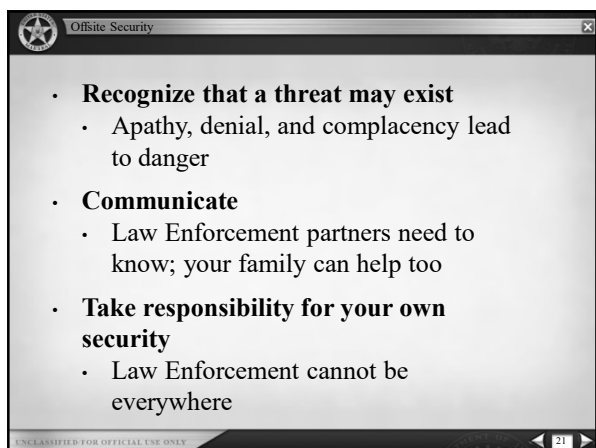 Offsite Security
• Recognize that a threat may exist
• Apathy, denial, and complacency lead
to danger
• Communicate
• Law Enforcement partners need to
know; your family can help too
• Take responsibility for your own
security
• Law Enforcement cannot be
everywhere
UNCLASSIFIED FOR OFFICIAL USE ONLY
21